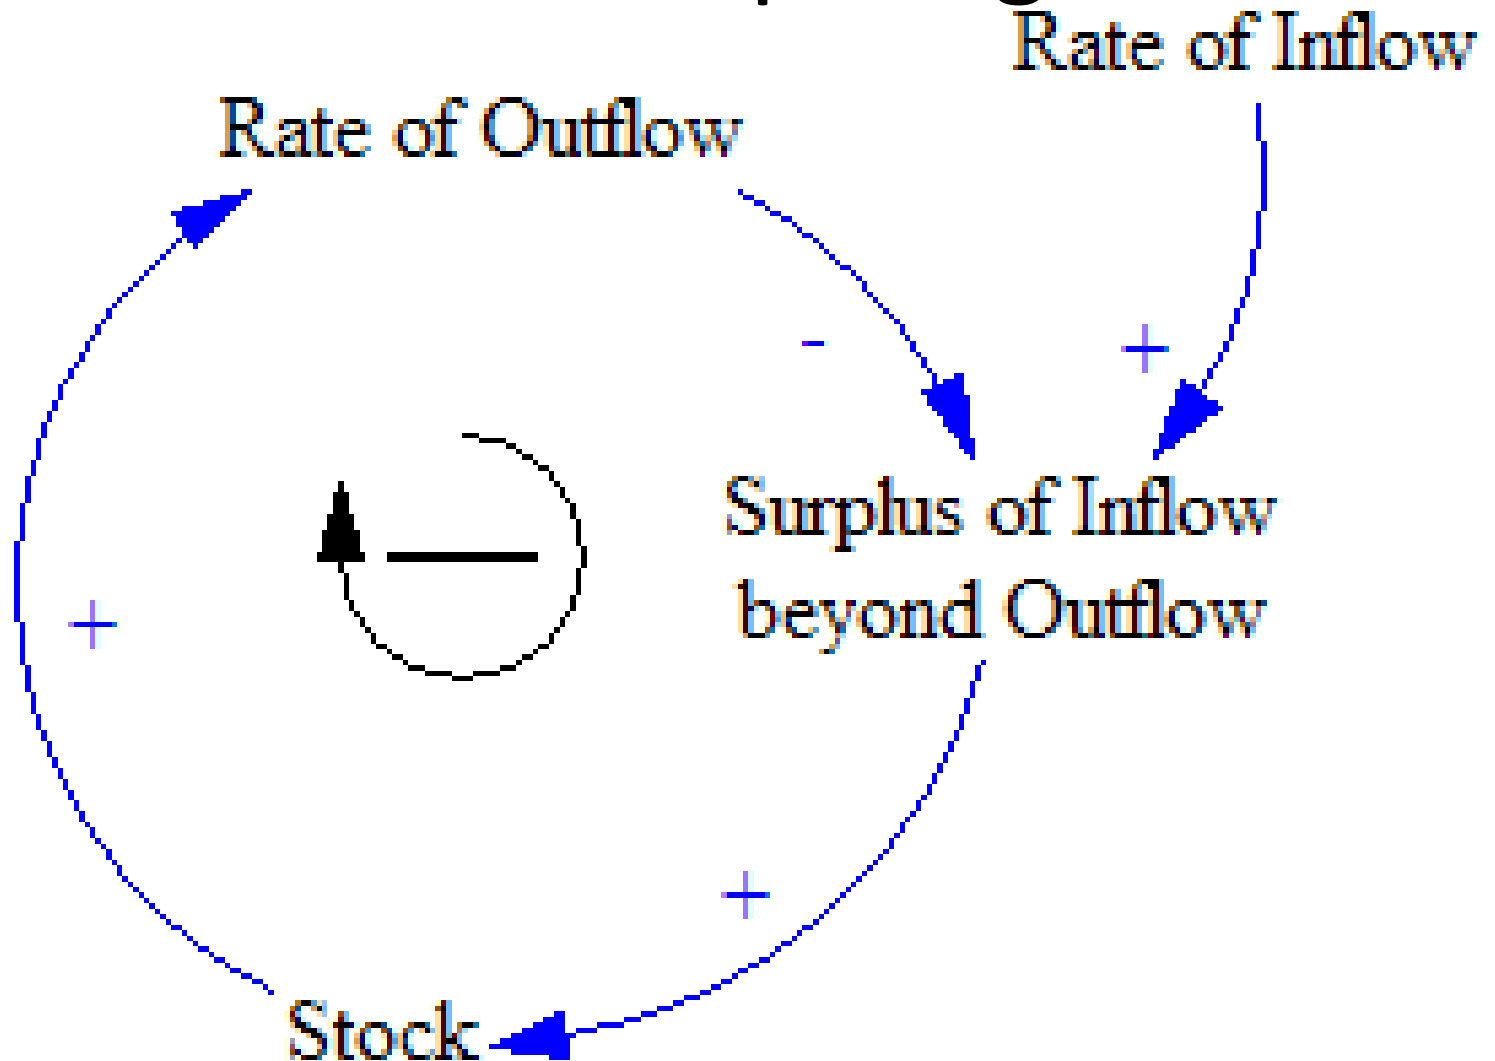 Rate of Inflow
Rate of Outflow
-
+
Surplus of Inflow
beyond Outflow
+
+
Stock